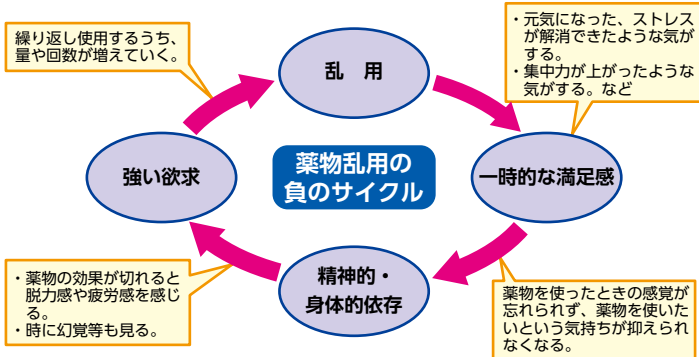 繰り返し使用するうち、
量や回数が増えていく。
乱　用
・元気になった、ストレス
が解消できたような気が
する。
・集中力が上がったような
気がする。など
強い欲求
薬物乱用の
負のサイクル
一時的な満足感
・薬物の効果が切れると
脱力感や疲労感を感じ
る。
・時に幻覚等も見る。
精神的・
身体的依存
薬物を使ったときの感覚が
忘れられず、薬物を使いた
いという気持ちが抑えられ
なくなる。